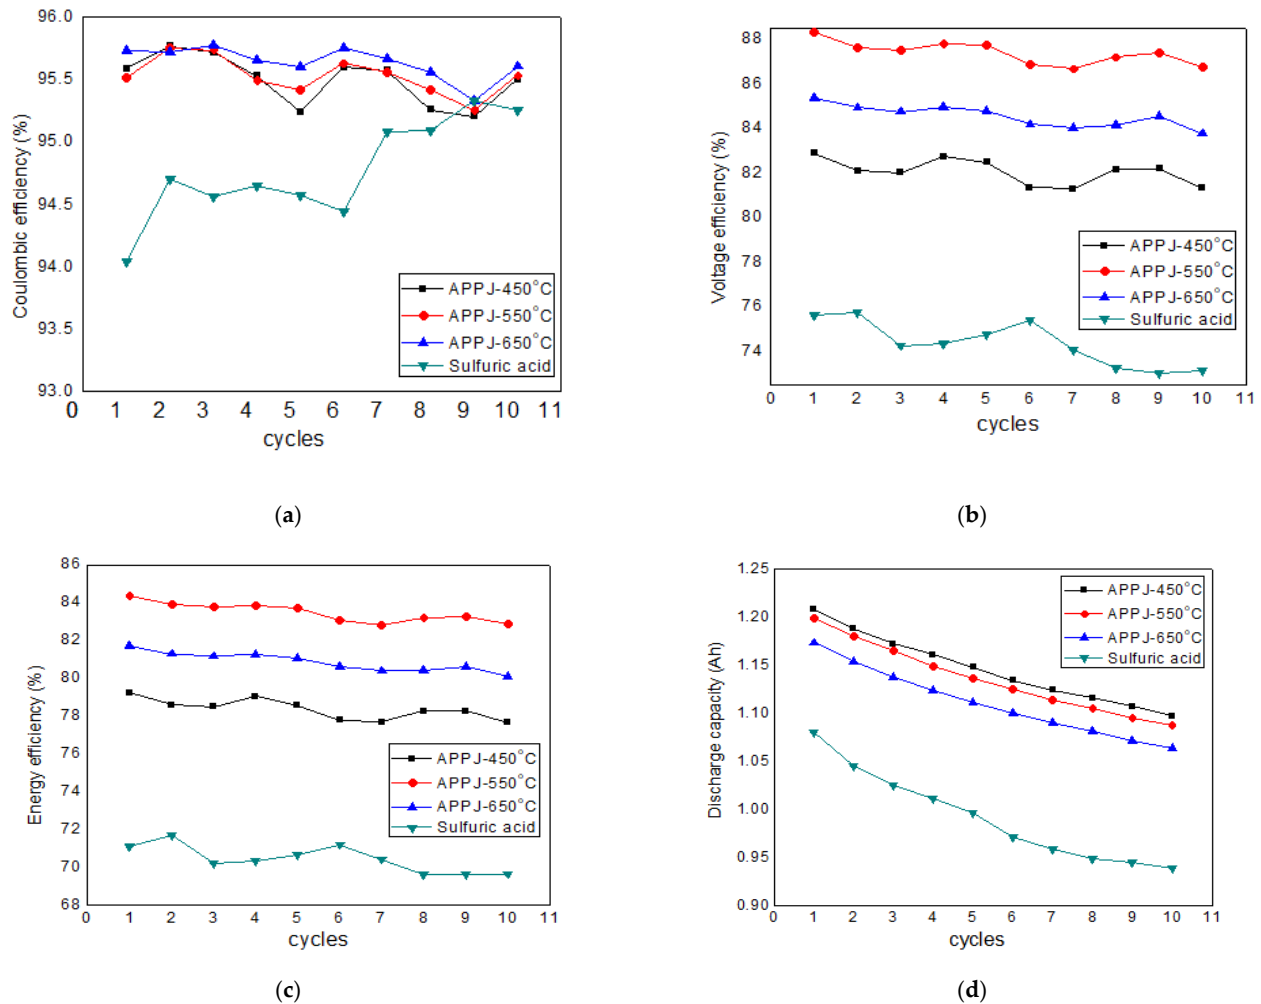 96.0
95.5
95.0
94.5
94.0
93.5
93.0
Coulombic efficiency (%)
APPJ-450°C
APPJ-550°C
APPJ-650°C
Sulfuric acid
0 1 2 3 4 5 6 7 8 9 10 11
cycles
(a)
88
86
84
82
80
78
76
74
Voltage efficiency (%)
APPJ-450°C
APPJ-550°C
APPJ-650°C
Sulfuric acid
0 1 2 3 4 5 6 7 8 9 10 11
cycles
(b)
86
84
82
80
78
76
74
72
70
68
Energy efficiency (%)
APPJ-450°C
APPJ-550°C
APPJ-650°C
Sulfuric acid
0 1 2 3 4 5 6 7 8 9 10 11
cycles
(c)
1.25
1.20
1.15
1.10
1.05
1.00
0.95
0.90
Discharge capacity (Ah)
APPJ-450°C
APPJ-550°C
APPJ-650°C
Sulfuric acid
0 1 2 3 4 5 6 7 8 9 10 11
cycles
(d)